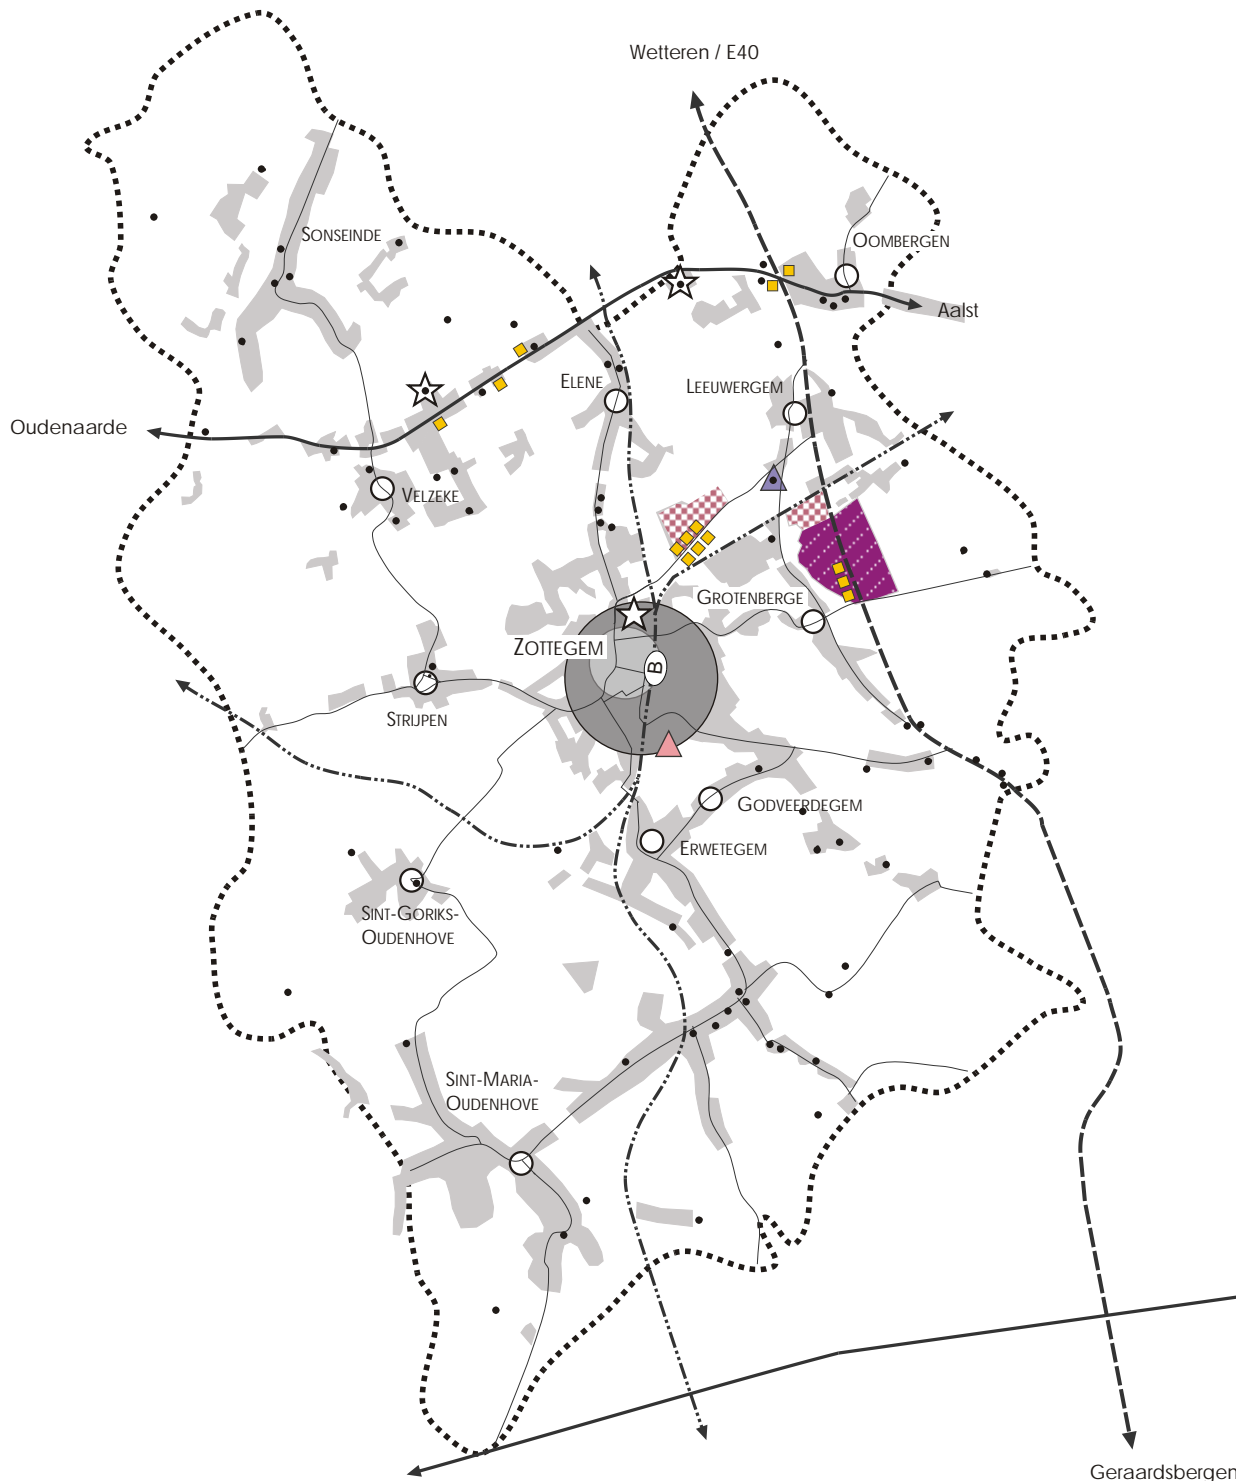 Wetteren / E40
SONSEINDE
OOMBERGEN
Aalst
ELENE
LEEUWERGEM
Oudenaarde
VELZEKE
GROTENBERGE
ZOTTEGEM
B
STRIJPEN
GODVEERDEGEM
ERWETEGEM
SINT-GORIKS-
OUDENHOVE
SINT-MARIA-
OUDENHOVE
Geraardsbergen